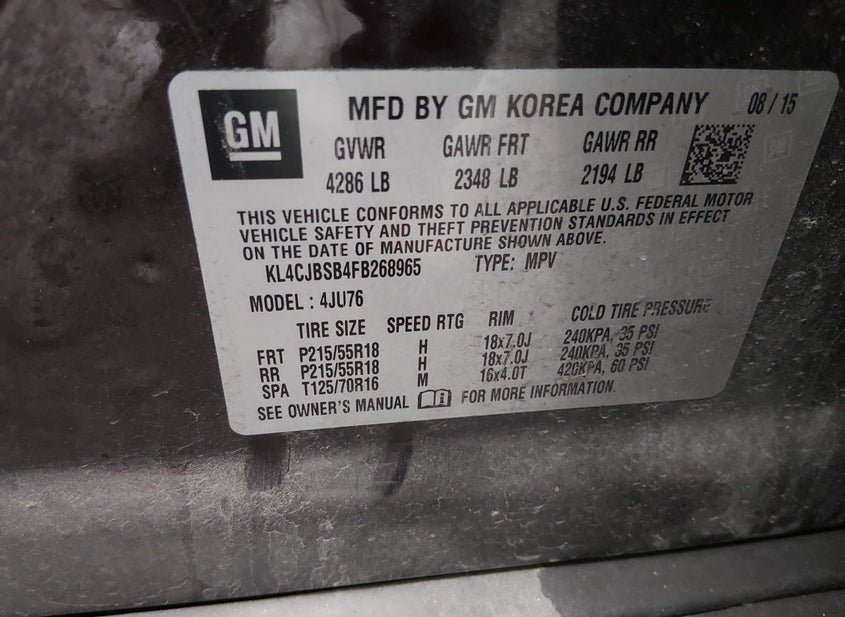 GM
MFD BY GM KOREA COMPANY 08/15
GVWR GAWR FRT GAWR RR
4286 LB 2348 LB 2194 LB
THIS VEHICLE CONFORMS TO ALL APPLICABLE U.S. FEDERAL MOTOR
VEHICLE SAFETY AND THEFT PREVENTION STANDARDS IN EFFECT
ON THE DATE OF MANUFACTURE SHOWN ABOVE.
KL4CJBSB4FB268965 TYPE: MPV
MODEL : 4JU76
TIRE SIZE SPEED RTG RIM COLD TIRE PRESSURE
FRT P215/55R18 H 18x7.0J 240KPA, 35 PSI
RR P215/55R18 H 18x7.0J 240KPA, 35 PSI
SPA T125/70R16 M 16x4.0T 420KPA, 60 PSI
SEE OWNER'S MANUAL FOR MORE INFORMATION.